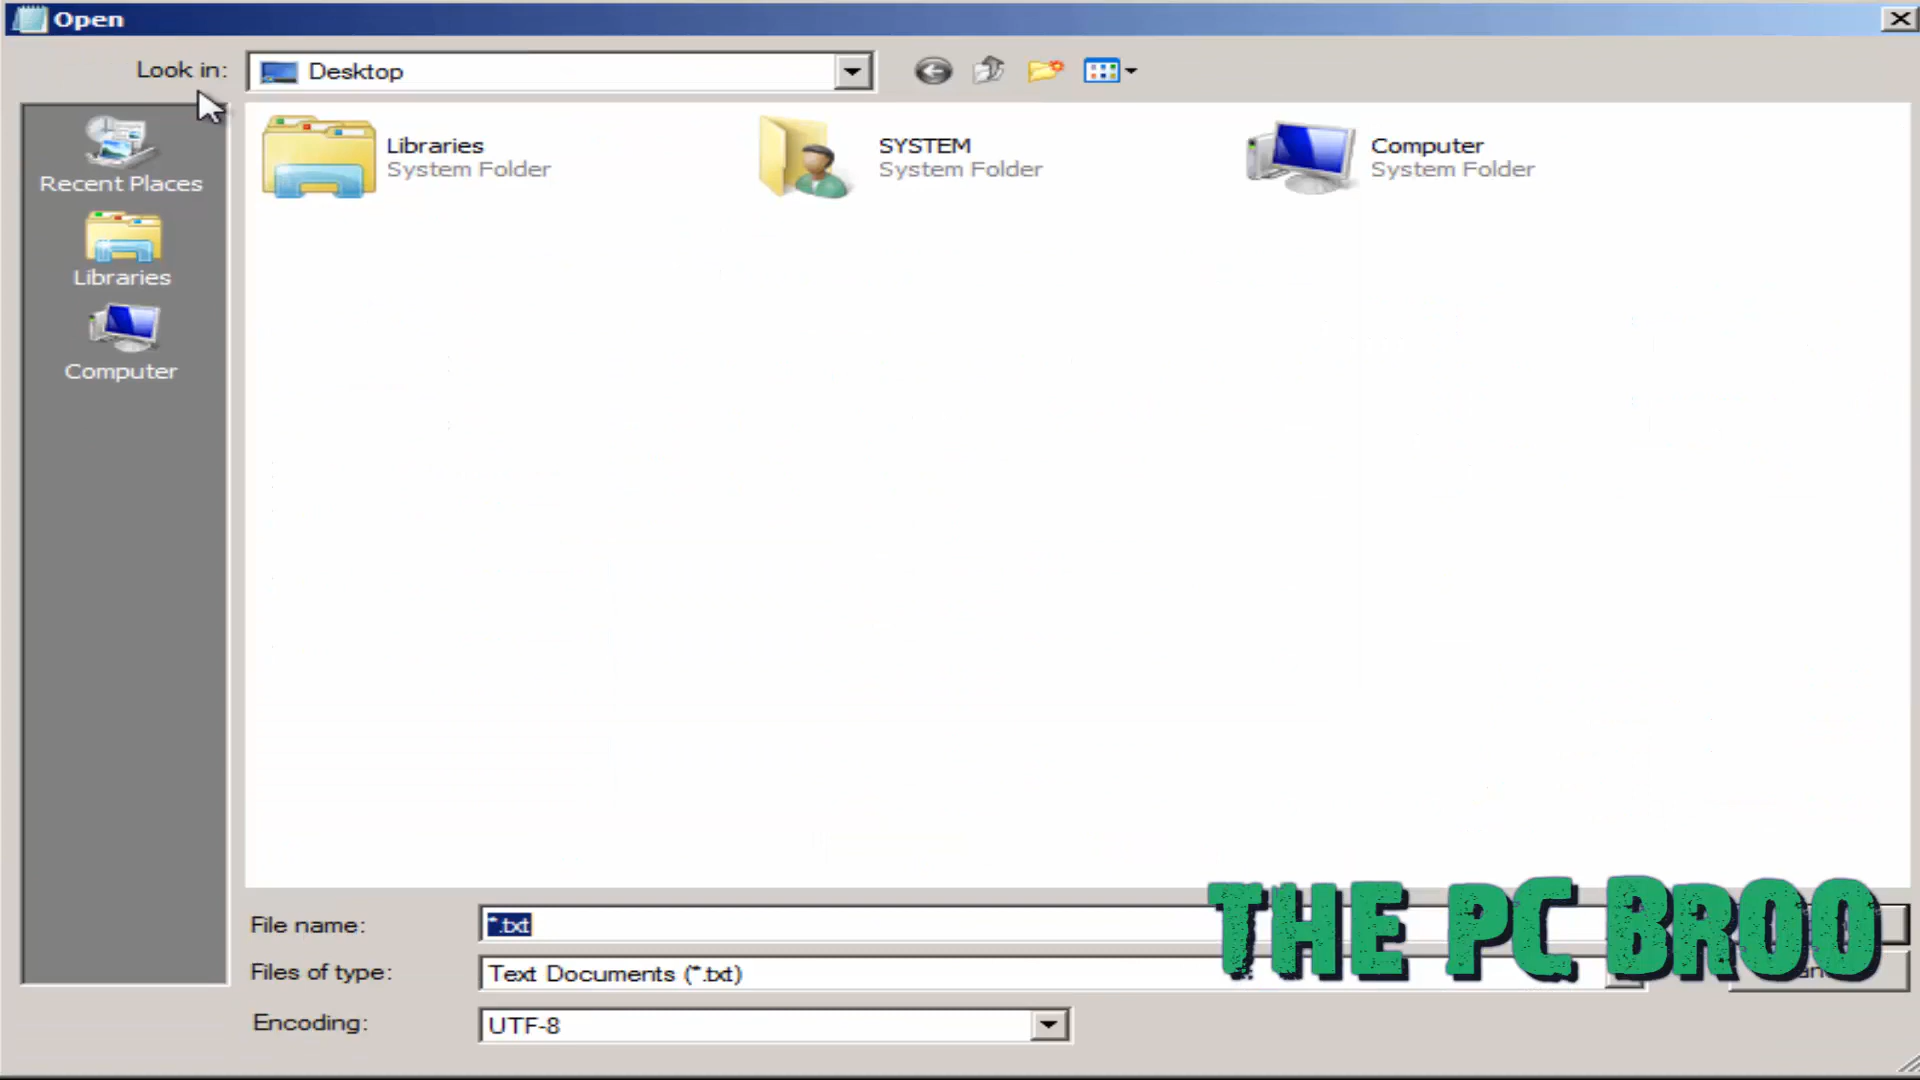 Open
Look in:
Desktop
Recent Places
Libraries
Computer
Libraries
System Folder
SYSTEM
System Folder
Computer
System Folder
File name:
*.txt
Files of type:
Text Documents (*.txt)
Encoding:
UTF-8
THE PC BROO